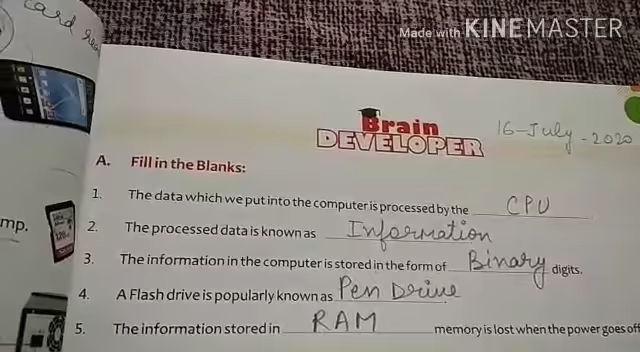 Made with KINEMASTER
card
Brain
DEVELOPER
16-July-2020
A. Fill in the Blanks:
1. The data which we put into the computer is processed by the CPU
2. The processed data is known as Information
mp.
3. The information in the computer is stored in the form of Binary digits.
4. A Flash drive is popularly known as Pen Drive
5. The information stored in RAM memory is lost when the power goes off